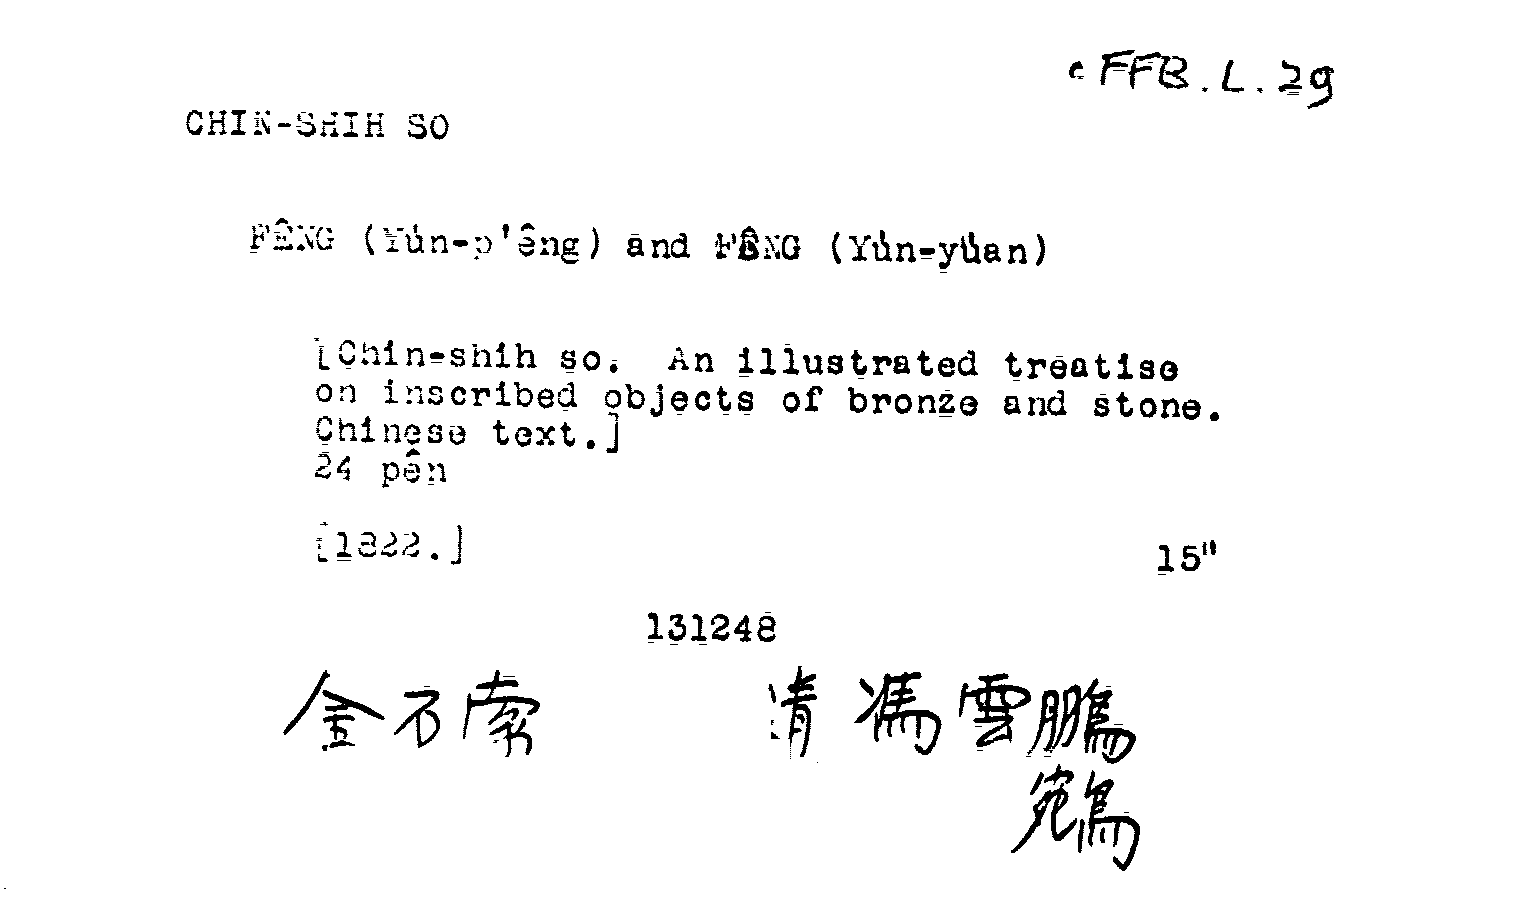 c FFB.L.29
CHIN-SHIH SO
FÊNG (Yün-p'êng) and FÊNG (Yün-yüan)
[Chin-shih so. An illustrated treatise
on inscribed objects of bronze and stone.
Chinese text.]
24 pên
[1822.] 15"
131248
金石索 清 馮雲鵬
鵷